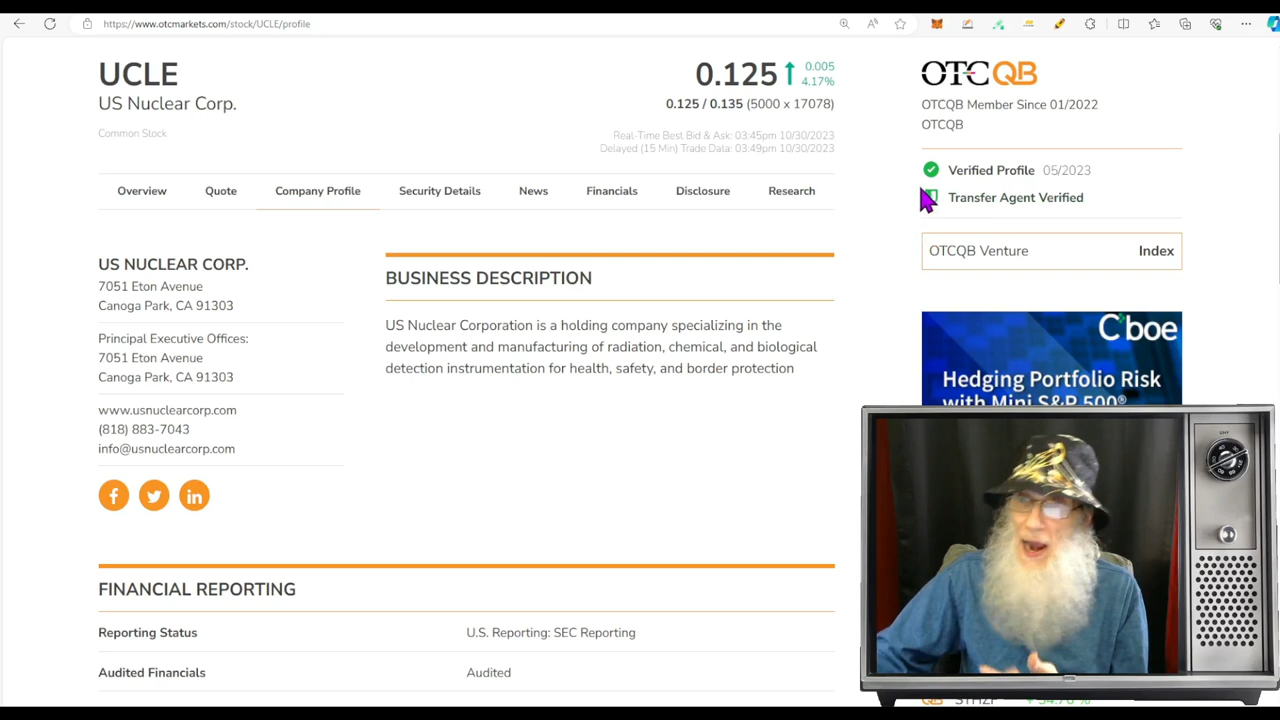 https://www.otcmarkets.com/stock/UCLE/profile
UCLE
US Nuclear Corp.
Common Stock
0.125
0.005
4.17%
0.125 / 0.135 (5000 x 17078)
Real-Time Best Bid & Ask: 03:45pm 10/30/2023
Delayed (15 Min) Trade Data: 03:49pm 10/30/2023
OTCQB
OTCQB Member Since 01/2022
OTCQB
Verified Profile 05/2023
Transfer Agent Verified
OTCQB Venture Index
Overview Quote Company Profile Security Details News Financials Disclosure Research
US NUCLEAR CORP.
7051 Eton Avenue
Canoga Park, CA 91303
Principal Executive Offices:
7051 Eton Avenue
Canoga Park, CA 91303
www.usnuclearcorp.com
(818) 883-7043
info@usnuclearcorp.com
BUSINESS DESCRIPTION
US Nuclear Corporation is a holding company specializing in the
development and manufacturing of radiation, chemical, and biological
detection instrumentation for health, safety, and border protection
Cboe
Hedging Portfolio Risk
with Mini S&P 500®
FINANCIAL REPORTING
Reporting Status U.S. Reporting: SEC Reporting
Audited Financials Audited